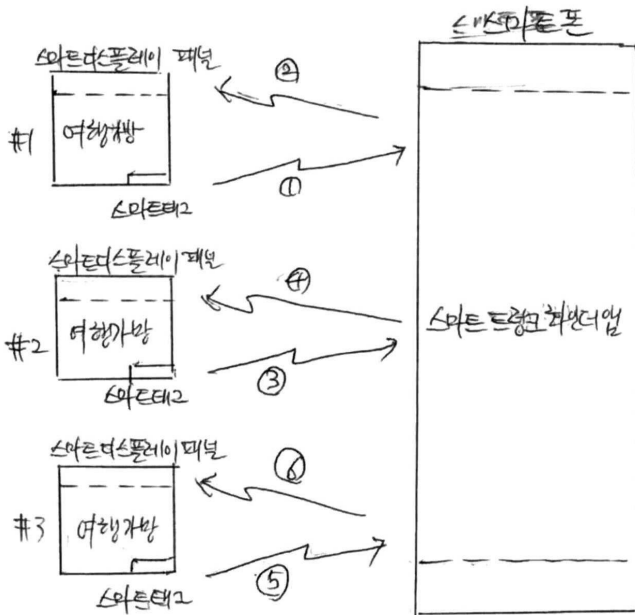 스마트폰
스마트디스플레이 패널
②
#1 여행가방
①
스마트태그
스마트디스플레이 패널
④
#2 여행가방
스마트 트렁크 화인더 앱
③
스마트태그
스마트디스플레이 패널
⑥
#3 여행가방
⑤
스마트태그